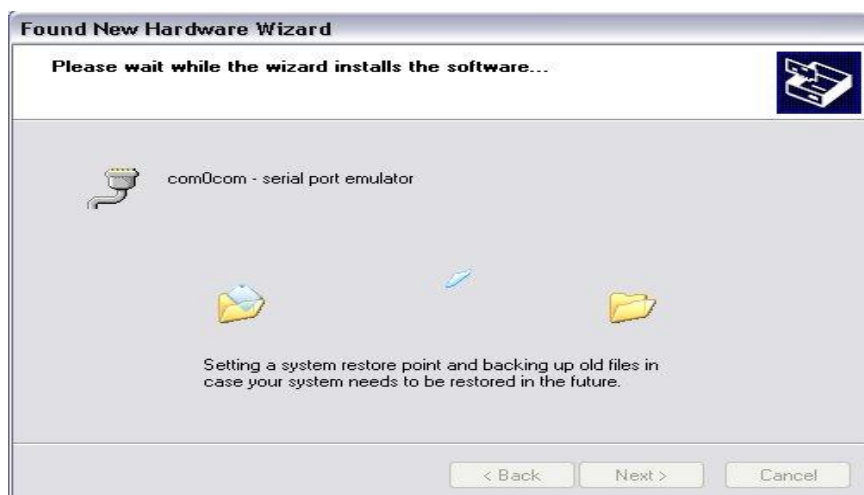 Found New Hardware Wizard
Please wait while the wizard installs the software...
com0com - serial port emulator
Setting a system restore point and backing up old files in
case your system needs to be restored in the future.
< Back
Next >
Cancel